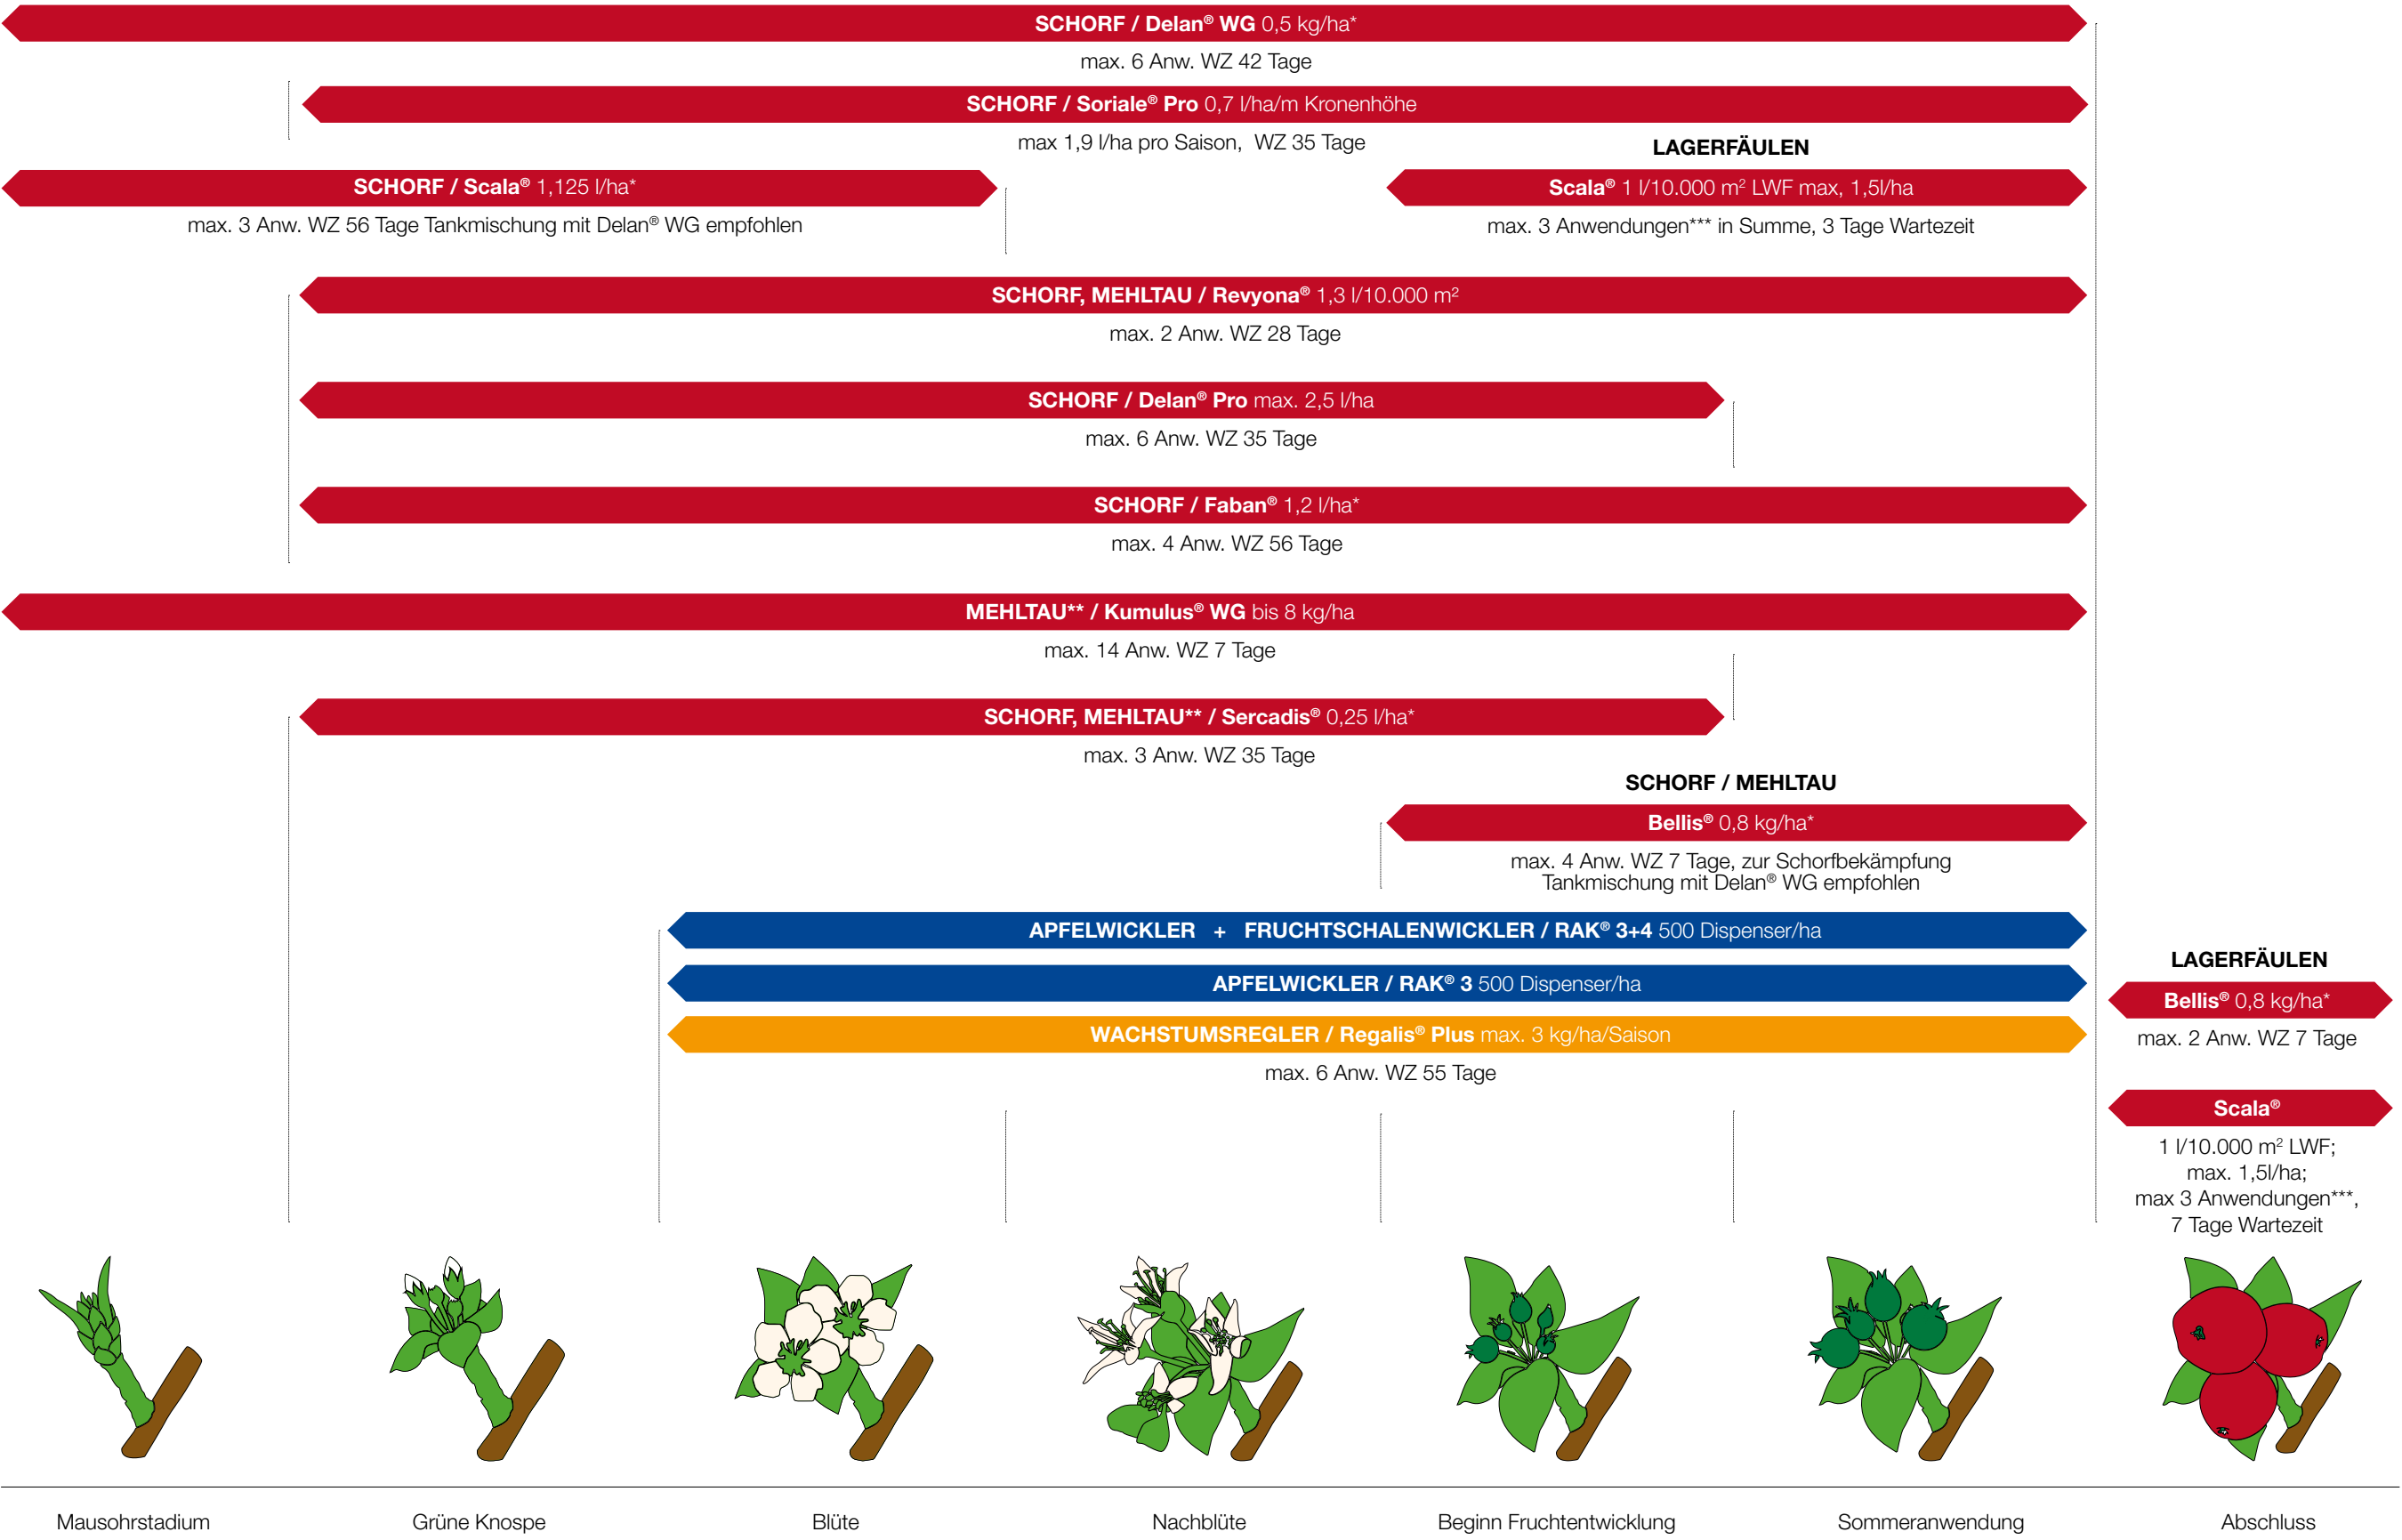 SCHORF / Delan® WG 0,5 kg/ha*
max. 6 Anw. WZ 42 Tage
SCHORF / Soriale® Pro 0,7 l/ha/m Kronenhöhe
max 1,9 l/ha pro Saison, WZ 35 Tage
LAGERFÄULEN
SCHORF / Scala® 1,125 l/ha*
Scala® 1 l/10.000 m² LWF max, 1,5l/ha
max. 3 Anw. WZ 56 Tage Tankmischung mit Delan® WG empfohlen
max. 3 Anwendungen*** in Summe, 3 Tage Wartezeit
SCHORF, MEHLTAU / Revyona® 1,3 l/10.000 m²
max. 2 Anw. WZ 28 Tage
SCHORF / Delan® Pro max. 2,5 l/ha
max. 6 Anw. WZ 35 Tage
SCHORF / Faban® 1,2 l/ha*
max. 4 Anw. WZ 56 Tage
MEHLTAU** / Kumulus® WG bis 8 kg/ha
max. 14 Anw. WZ 7 Tage
SCHORF, MEHLTAU** / Sercadis® 0,25 l/ha*
max. 3 Anw. WZ 35 Tage
SCHORF / MEHLTAU
Bellis® 0,8 kg/ha*
max. 4 Anw. WZ 7 Tage, zur Schorfbekämpfung
Tankmischung mit Delan® WG empfohlen
APFELWICKLER + FRUCHTSCHALENWICKLER / RAK® 3+4 500 Dispenser/ha
APFELWICKLER / RAK® 3 500 Dispenser/ha
WACHSTUMSREGLER / Regalis® Plus max. 3 kg/ha/Saison
max. 6 Anw. WZ 55 Tage
LAGERFÄULEN
Bellis® 0,8 kg/ha*
max. 2 Anw. WZ 7 Tage
Scala®
1 l/10.000 m² LWF;
max. 1,5l/ha;
max 3 Anwendungen***,
7 Tage Wartezeit
Mausohrstadium
Grüne Knospe
Blüte
Nachblüte
Beginn Fruchtentwicklung
Sommeranwendung
Abschluss